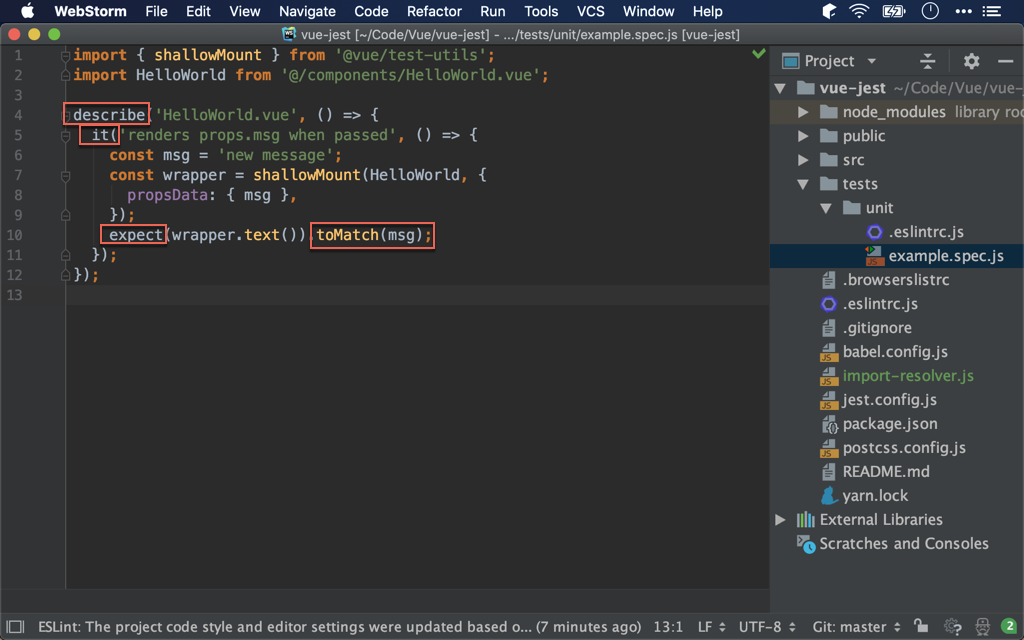 WebStorm File Edit View Navigate Code Refactor Run Tools VCS Window Help
vue-jest [~/Code/Vue/vue-jest] - .../tests/unit/example.spec.js [vue-jest]
1 import { shallowMount } from '@vue/test-utils';
2 import HelloWorld from '@/components/HelloWorld.vue';
3
4 describe('HelloWorld.vue', () => {
5 it('renders props.msg when passed', () => {
6 const msg = 'new message';
7 const wrapper = shallowMount(HelloWorld, {
8 propsData: { msg },
9 });
10 expect(wrapper.text()).toMatch(msg);
11 });
12 });
13
Project
vue-jest ~/Code/Vue/vue-
node_modules library roo
public
src
tests
unit
.eslintrc.js
example.spec.js
.browserslistrc
.eslintrc.js
.gitignore
babel.config.js
import-resolver.js
jest.config.js
package.json
postcss.config.js
README.md
yarn.lock
External Libraries
Scratches and Consoles
ESLint: The project code style and editor settings were updated based o... (7 minutes ago) 13:1 LF UTF-8 Git: master 2